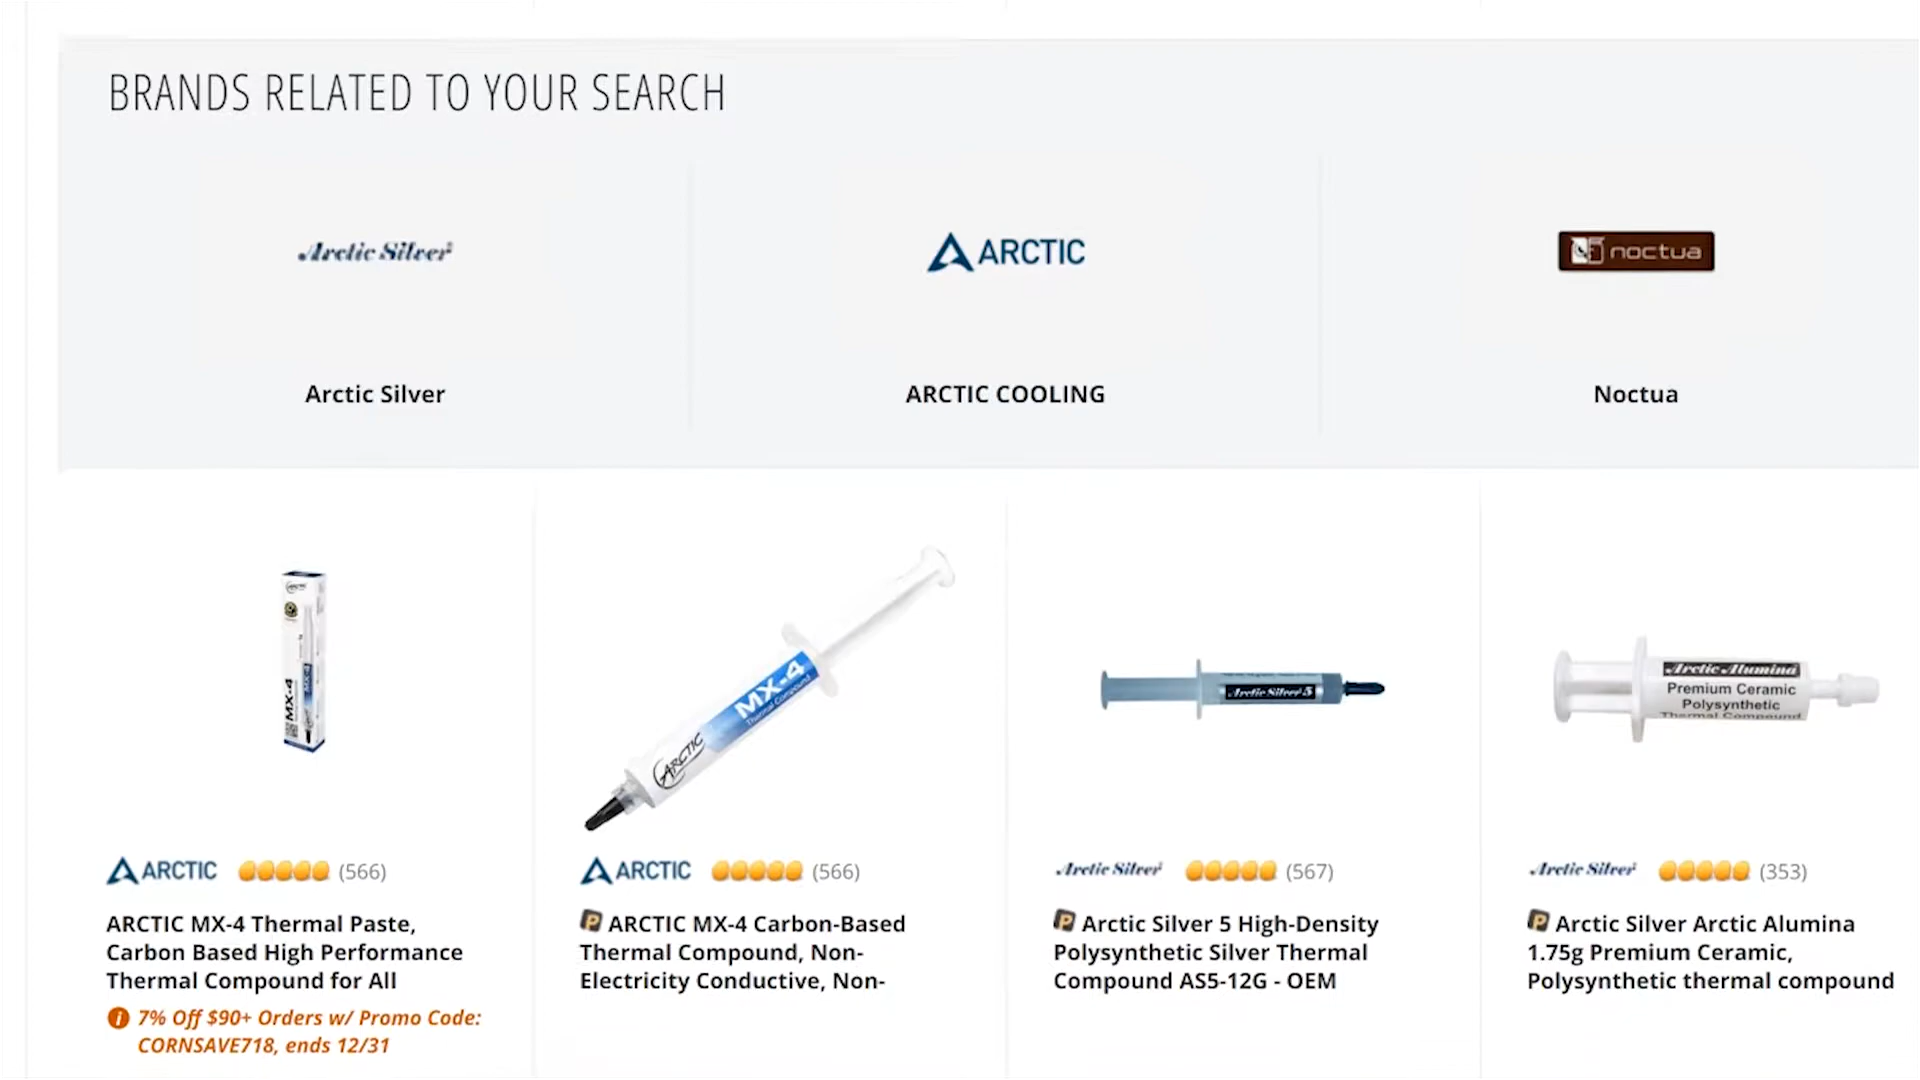 BRANDS RELATED TO YOUR SEARCH
Arctic Silver
ARCTIC
noctua
Arctic Silver
ARCTIC COOLING
Noctua
MX-4
MX-4
Thermal Compound
ARCTIC
Arctic Silver 5
Arctic Alumina
Premium Ceramic
Polysynthetic
Thermal Compound
ARCTIC (566)
ARCTIC (566)
Arctic Silver (567)
Arctic Silver (353)
ARCTIC MX-4 Thermal Paste,
Carbon Based High Performance
Thermal Compound for All
7% Off $90+ Orders w/ Promo Code:
CORNSAVE718, ends 12/31
ARCTIC MX-4 Carbon-Based
Thermal Compound, Non-
Electricity Conductive, Non-
Arctic Silver 5 High-Density
Polysynthetic Silver Thermal
Compound AS5-12G - OEM
Arctic Silver Arctic Alumina
1.75g Premium Ceramic,
Polysynthetic thermal compound